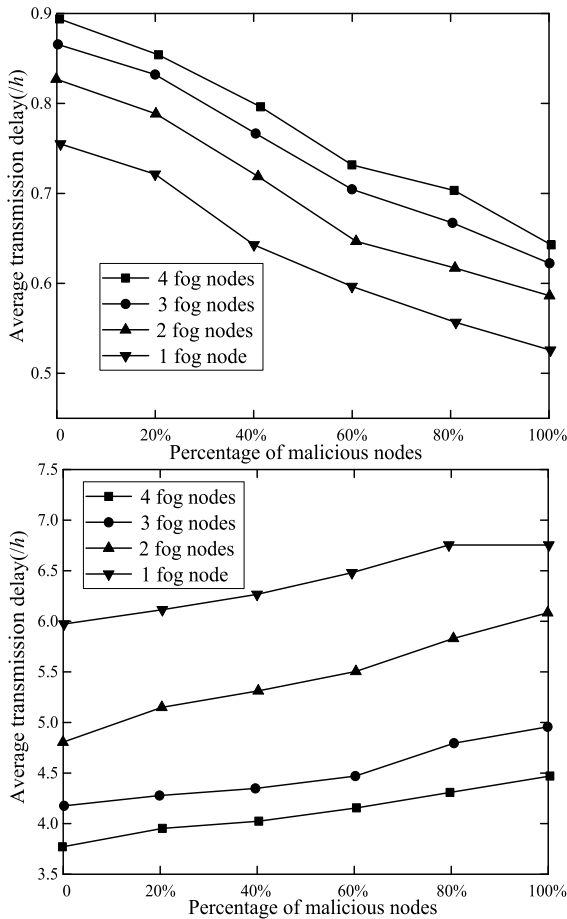 0.9
0.8
0.7
0.6
0.5
Average transmission delay(/h)
4 fog nodes
3 fog nodes
2 fog nodes
1 fog node
0 20% 40% 60% 80% 100%
Percentage of malicious nodes
7.5
7.0
6.5
6.0
5.5
5.0
4.5
4.0
3.5
Average transmission delay(/h)
4 fog nodes
3 fog nodes
2 fog nodes
1 fog node
0 20% 40% 60% 80% 100%
Percentage of malicious nodes